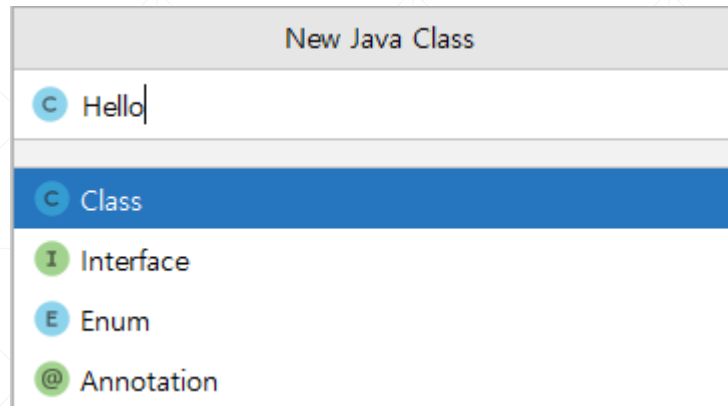 New Java Class
C Hello
C Class
I Interface
E Enum
@ Annotation